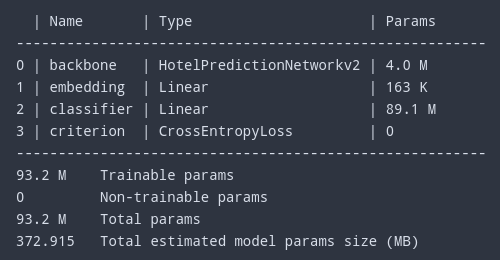 | Name       | Type                     | Params
--------------------------------------------------------
0 | backbone   | HotelPredictionNetworkv2 | 4.0 M
1 | embedding  | Linear                   | 163 K
2 | classifier | Linear                   | 89.1 M
3 | criterion  | CrossEntropyLoss         | 0
--------------------------------------------------------
93.2 M    Trainable params
0         Non-trainable params
93.2 M    Total params
372.915   Total estimated model params size (MB)